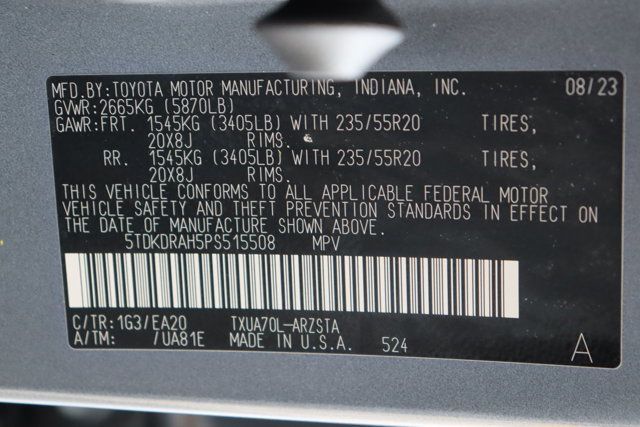 MFD.BY:TOYOTA MOTOR MANUFACTURING, INDIANA, INC. 08/23
GVWR:2665KG (5870LB)
GAWR:FRT. 1545KG (3405LB) WITH 235/55R20 TIRES,
20X8J RIMS.
RR. 1545KG (3405LB) WITH 235/55R20 TIRES,
20X8J RIMS.
THIS VEHICLE CONFORMS TO ALL APPLICABLE FEDERAL MOTOR
VEHICLE SAFETY AND THEFT PREVENTION STANDARDS IN EFFECT ON
THE DATE OF MANUFACTURE SHOWN ABOVE.
5TDKDRAH5PS515508 MPV
C/TR:1G3/EA20 TXUA70L-ARZSTA
A/TM: /UA81E MADE IN U.S.A. 524 A